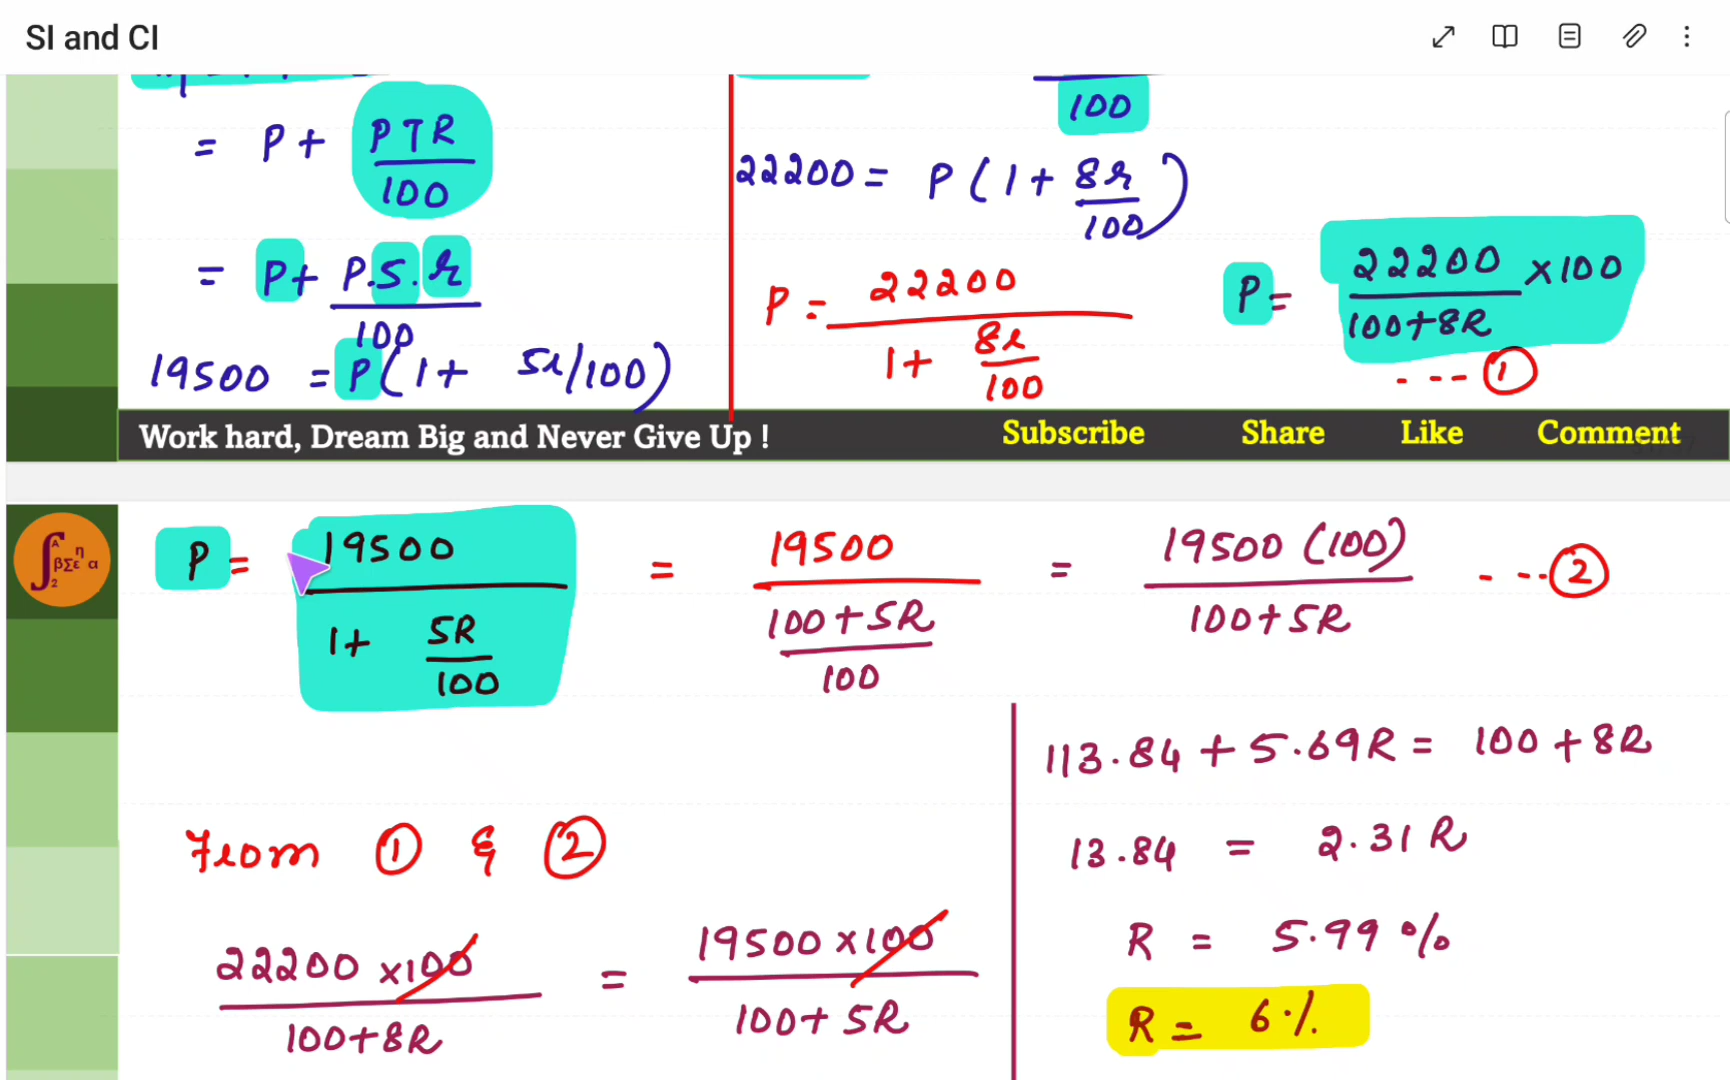 SI and CI
100
= P + PTR/100
= P + P.5.r/100
19500 = P(1 + 5r/100)
22200 = P(1 + 8r/100)
P = 22200/(1 + 8r/100)
P = 22200/(100+8R) ×100
---- ①
Work hard, Dream Big and Never Give Up !
Subscribe Share Like Comment
P = 19500/(1+ 5R/100) = 19500/((100+5R)/100) = 19500 (100)/(100+5R) ---- ②
From ① & ②
22200 ×100/(100+8R) = 19500 ×100/(100+ 5R)
113.84 + 5.69R = 100 + 8R
13.84 = 2.31 R
R = 5.99 %
R = 6 %